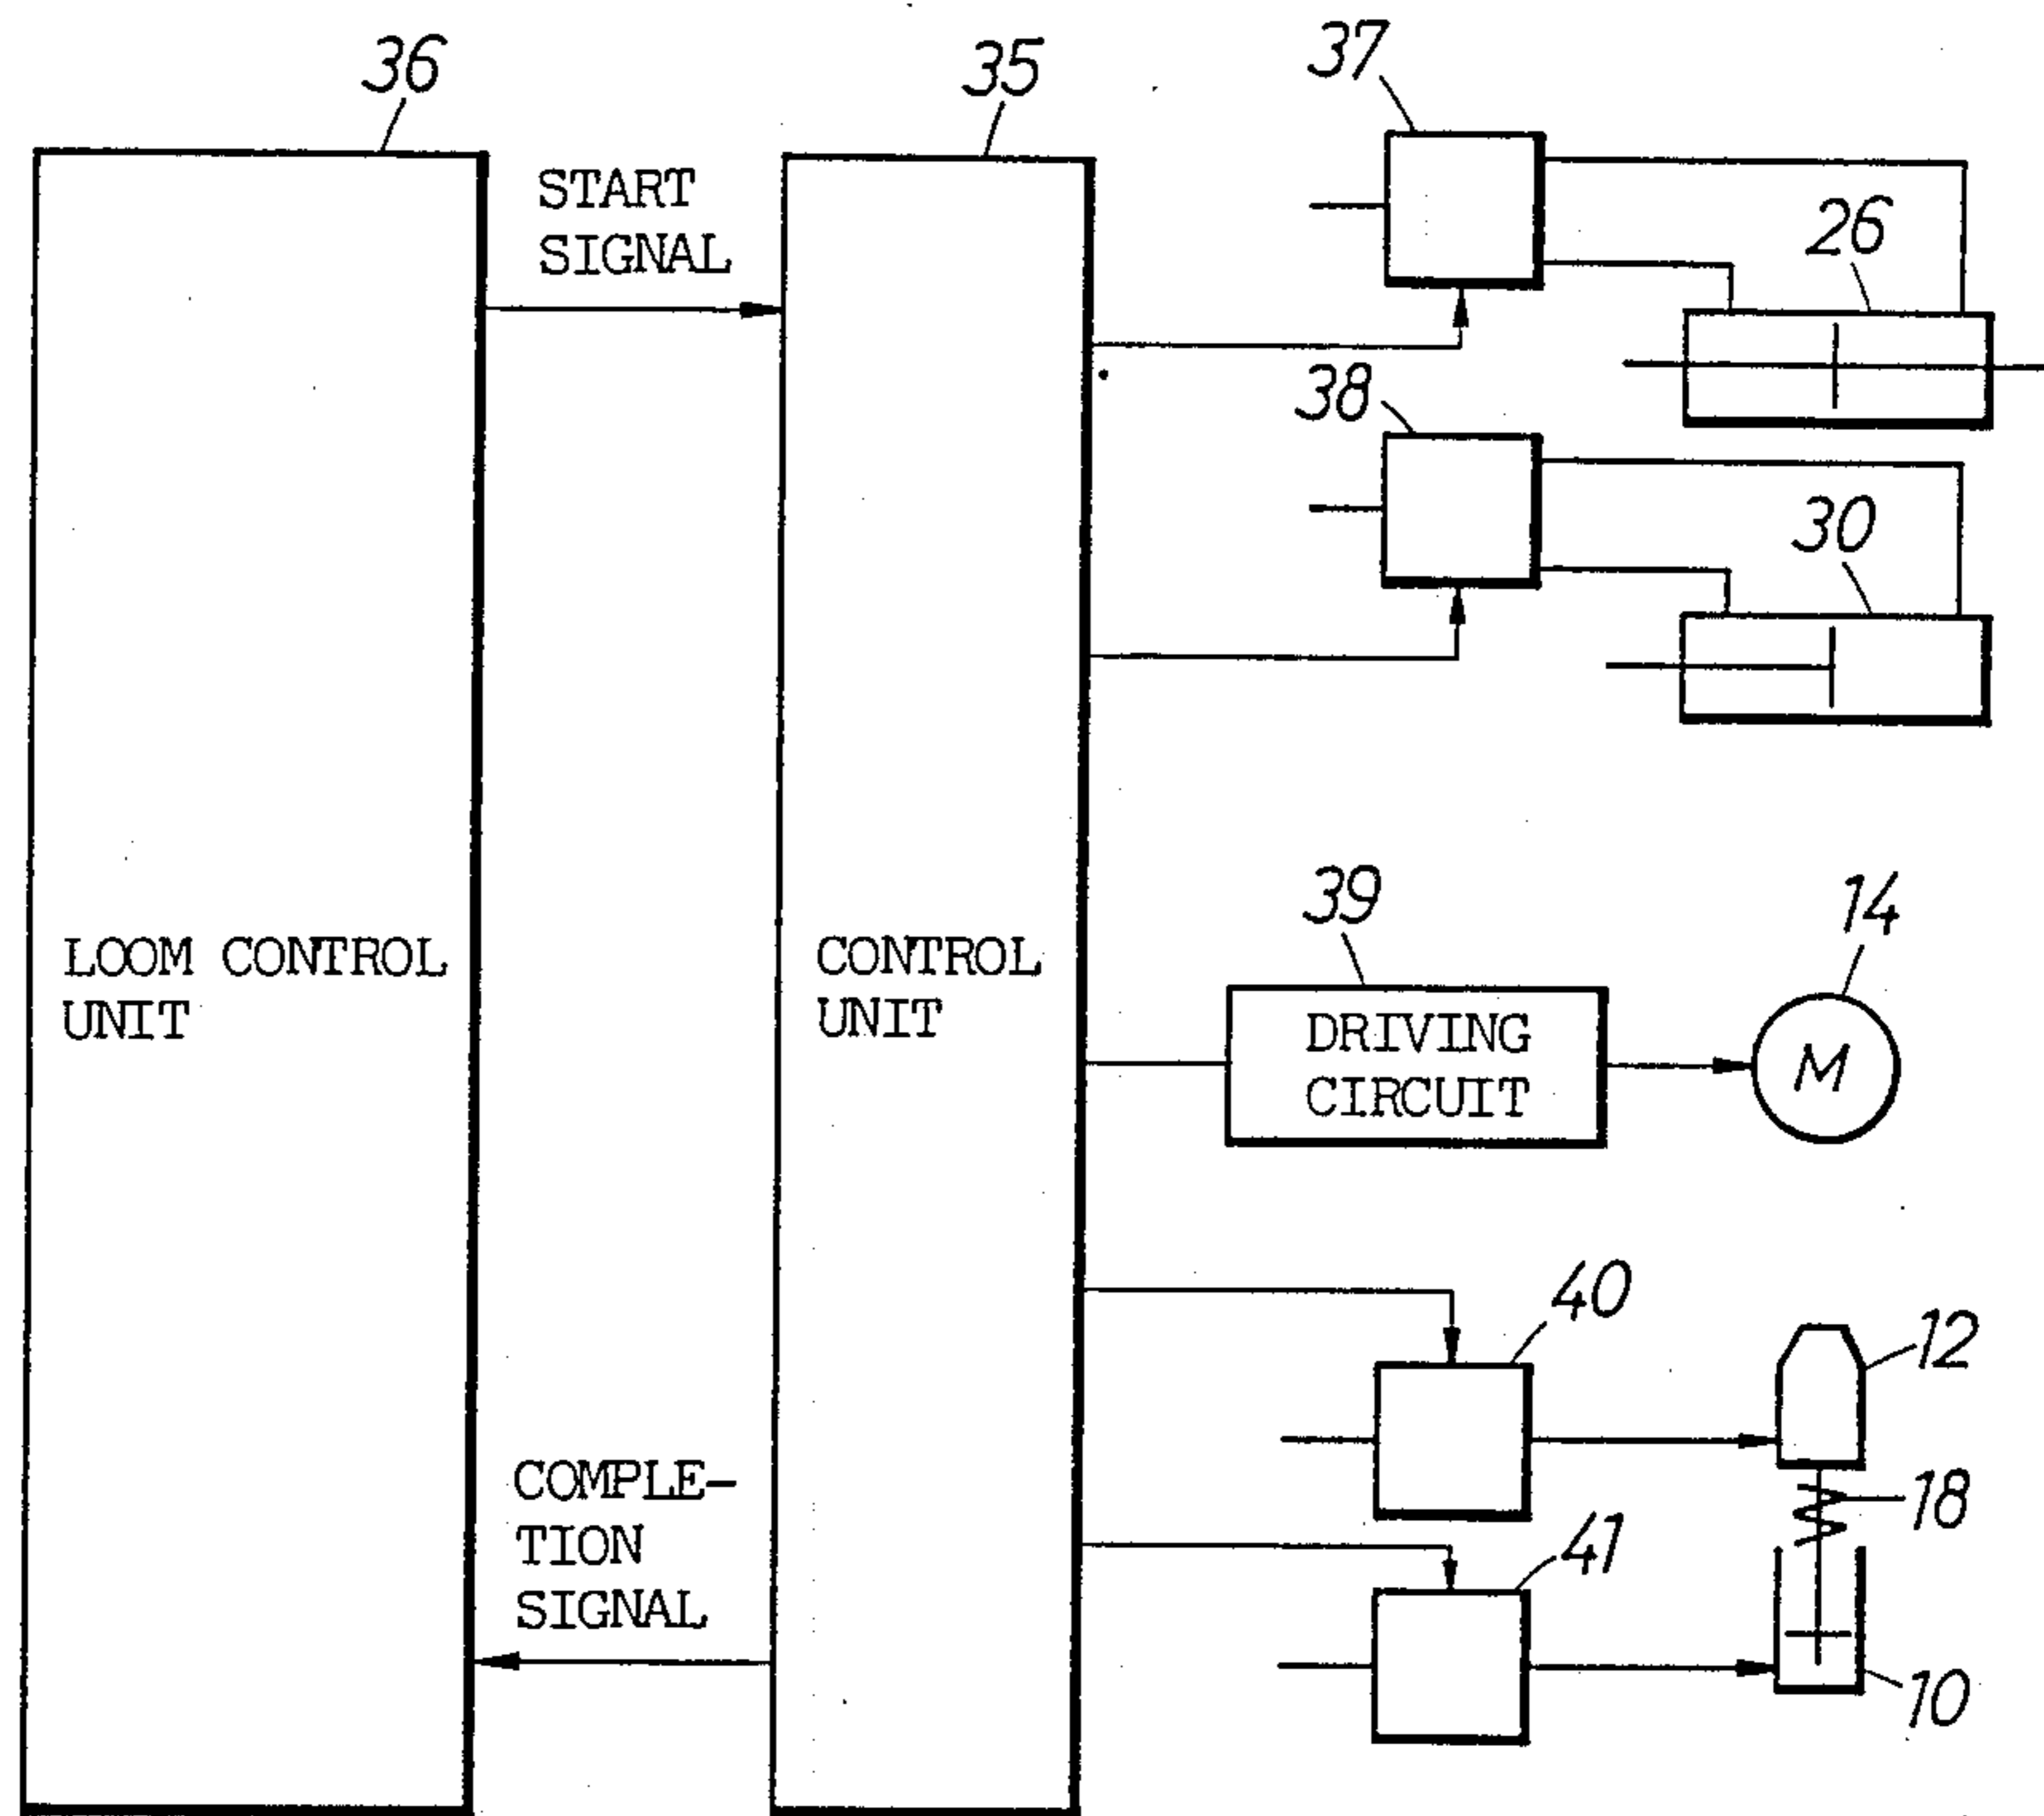 36
35
37
START
SIGNAL
26
38
30
39
14
LOOM CONTROL
UNIT
CONTROL
UNIT
DRIVING
CIRCUIT
M
40
12
COMPLE-
TION
SIGNAL
18
41
10